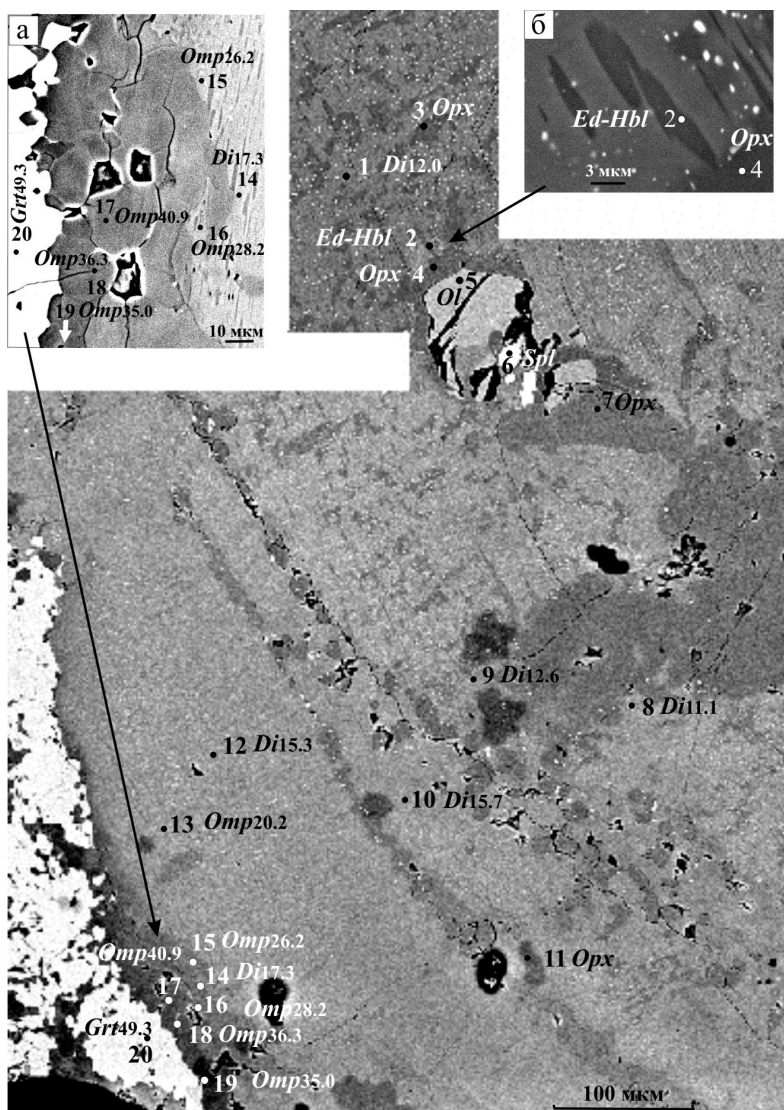 а
Omp26.2
15
Di17.3
14
Grt49.3
17
Omp40.9
16
20
Omp28.2
Omp36.3
18
19 Omp35.0
10 мкм
3 Opx
1 Di12.0
Ed-Hbl 2
Opx 4
5
Ol
6 Spl
7 Opx
б
Ed-Hbl 2
Opx
4
3 мкм
9 Di12.6
8 Di11.1
12 Di15.3
10 Di15.7
13 Omp20.2
15 Omp26.2
Omp40.9
14 Di17.3
17
16
Omp28.2
11 Opx
Grt49.3
18 Omp36.3
20
19 Omp35.0
100 мкм